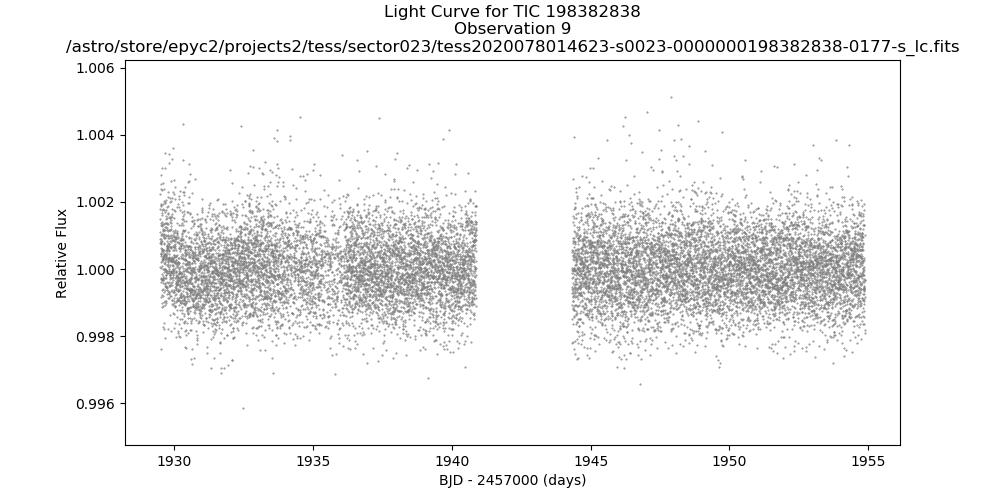 Light Curve for TIC 198382838
Observation 9
/astro/store/epyc2/projects2/tess/sector023/tess2020078014623-s0023-0000000198382838-0177-s_lc.fits
1.006
1.004
1.002
1.000
0.998
0.996
Relative Flux
1930
1935
1940
1945
1950
1955
BJD - 2457000 (days)